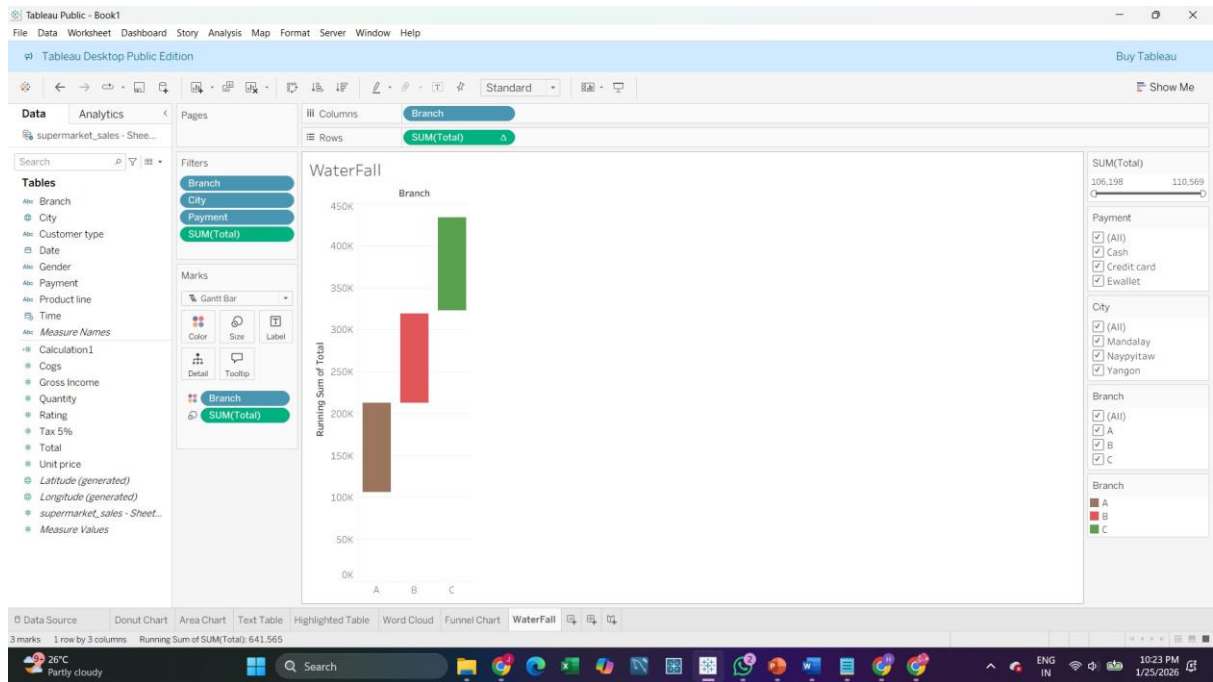 Tableau Public - Book1
File Data Worksheet Dashboard Story Analysis Map Format Server Window Help
Tableau Desktop Public Edition
Buy Tableau
Standard
Show Me
Data
Analytics
supermarket_sales - Shee...
Search
Tables
Abc Branch
City
Abc Customer type
Date
Abc Gender
Abc Payment
Abc Product line
Time
Abc Measure Names
Calculation1
Cogs
Gross Income
Quantity
Rating
Tax 5%
Total
Unit price
Latitude (generated)
Longitude (generated)
supermarket_sales - Sheet...
Measure Values
Pages
Filters
Branch
City
Payment
SUM(Total)
Marks
Gantt Bar
Color Size Label
Detail Tooltip
Branch
SUM(Total)
Columns
Branch
Rows
SUM(Total) Δ
WaterFall
Branch
Running Sum of Total
450K
400K
350K
300K
250K
200K
150K
100K
50K
0K
A B C
SUM(Total)
106,198 110,569
Payment
(All)
Cash
Credit card
Ewallet
City
(All)
Mandalay
Naypyitaw
Yangon
Branch
(All)
A
B
C
Branch
A
B
C
Data Source Donut Chart Area Chart Text Table Highlighted Table Word Cloud Funnel Chart WaterFall
3 marks 1 row by 3 columns Running Sum of SUM(Total): 641,565
26°C
Partly cloudy
Search
ENG
IN
10:23 PM
1/25/2026